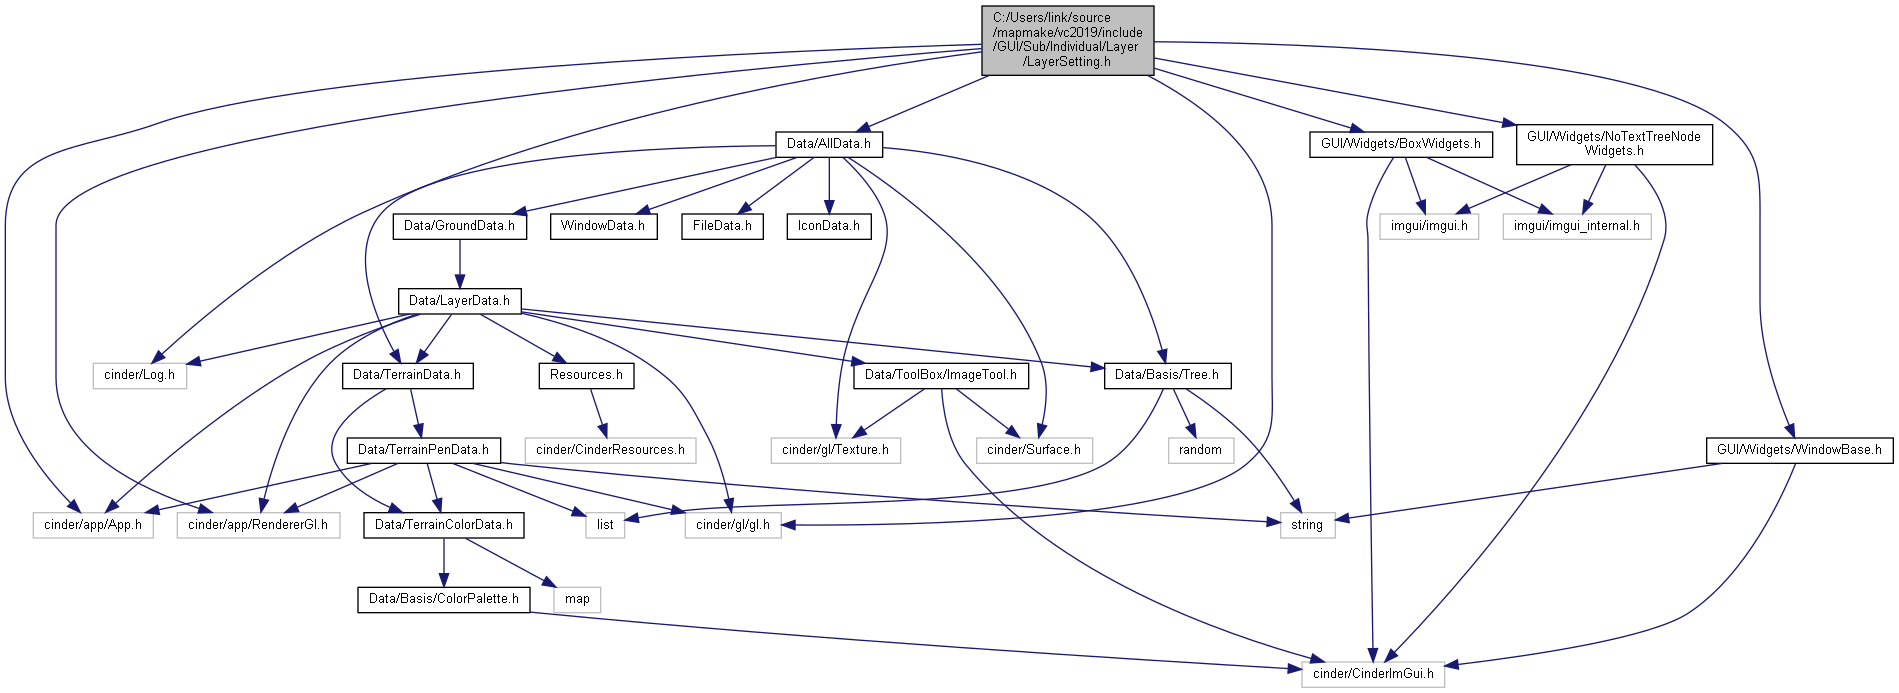 C:/Users/link/source
/mapmake/vc2019/include
/GUI/Sub/Individual/Layer
/LayerSetting.h
Data/AllData.h
GUI/Widgets/BoxWidgets.h
GUI/Widgets/NoTextTreeNode
Widgets.h
Data/GroundData.h
WindowData.h
FileData.h
IconData.h
imgui/imgui.h
imgui/imgui_internal.h
Data/LayerData.h
cinder/Log.h
Data/TerrainData.h
Resources.h
Data/ToolBox/ImageTool.h
Data/Basis/Tree.h
Data/TerrainPenData.h
cinder/CinderResources.h
cinder/gl/Texture.h
cinder/Surface.h
random
GUI/Widgets/WindowBase.h
cinder/app/App.h
cinder/app/RendererGl.h
Data/TerrainColorData.h
list
cinder/gl/gl.h
string
Data/Basis/ColorPalette.h
map
cinder/CinderImGui.h